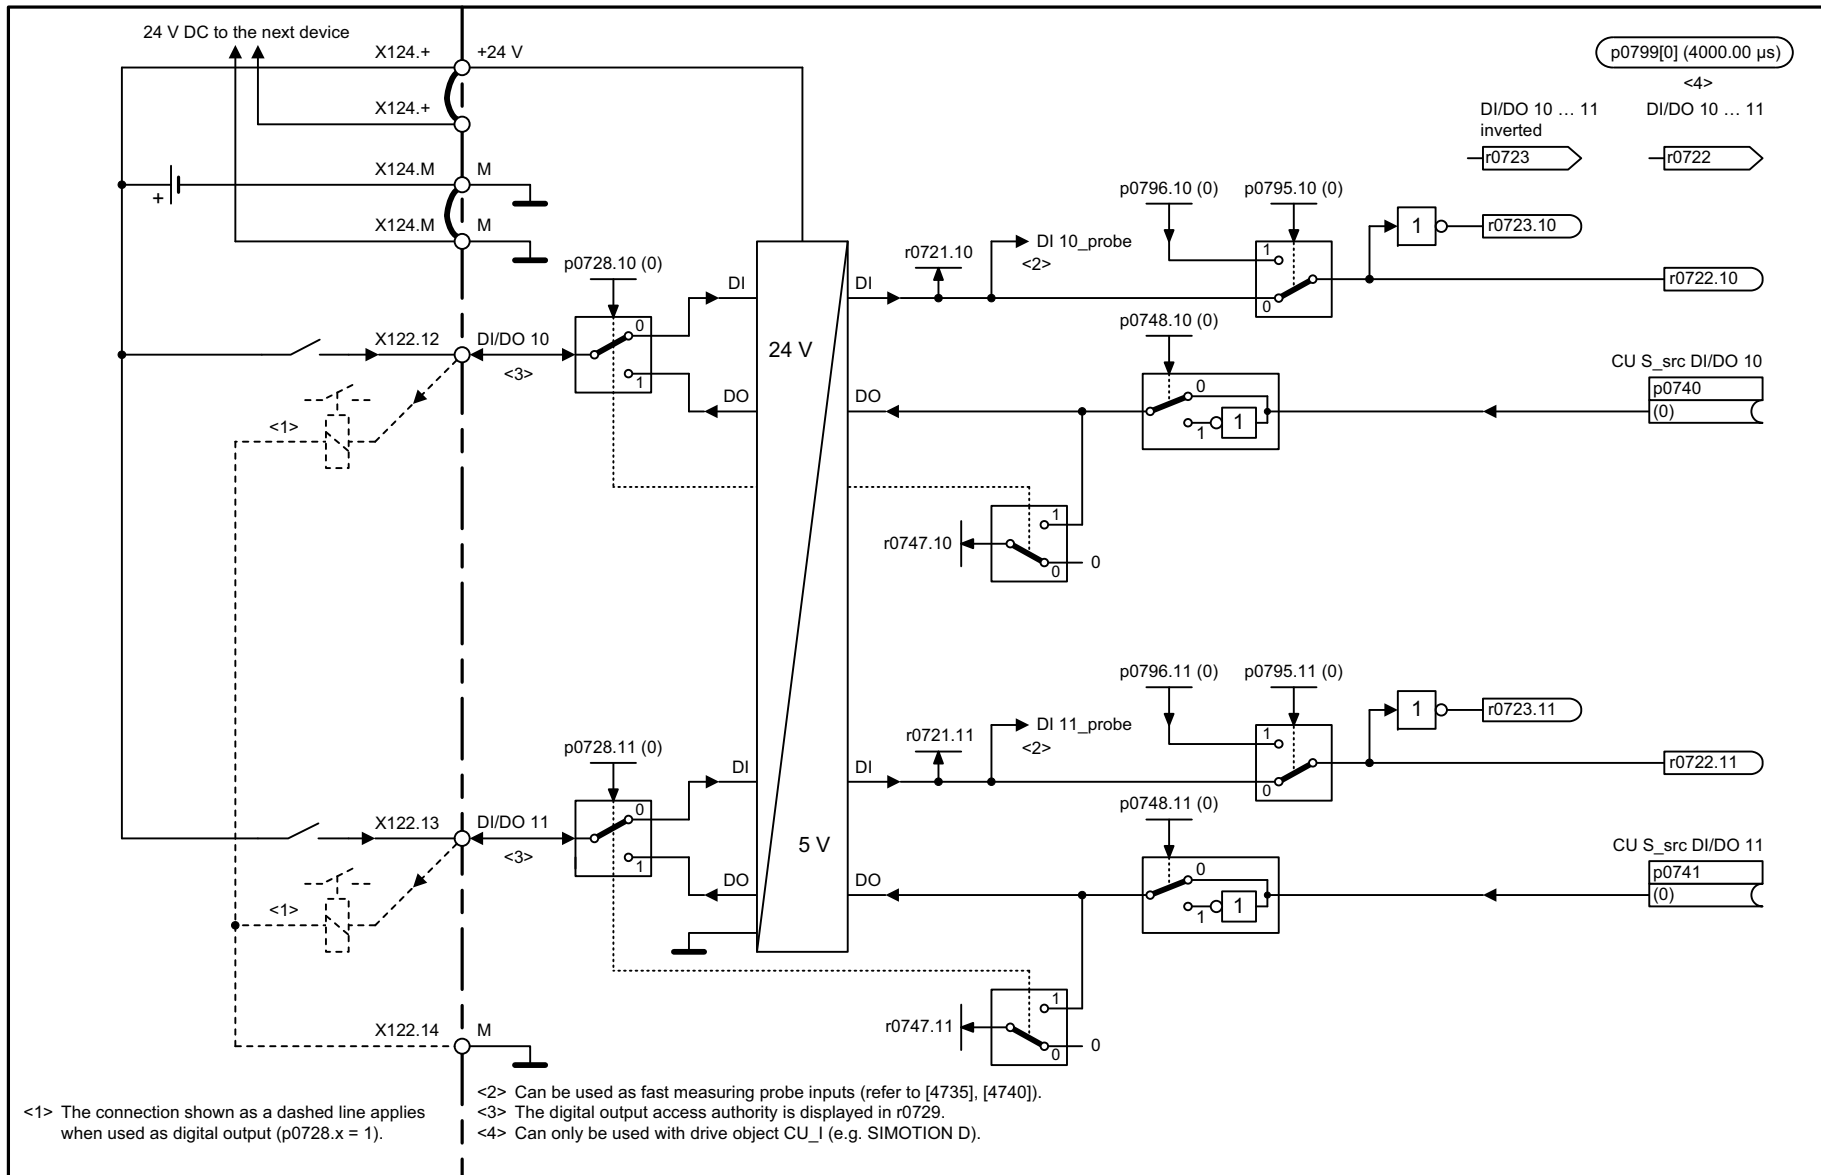 24 V DC to the next device
X124.+
+24 V
X124.+
X124.M
M
+
X124.M
M
p0799[0] (4000.00 µs)
<4>
DI/DO 10 … 11
inverted
DI/DO 10 … 11
r0723
r0722
p0796.10 (0)
p0795.10 (0)
r0721.10
DI 10_probe
<2>
1
0
1
r0723.10
r0722.10
p0728.10 (0)
DI
DI
X122.12
DI/DO 10
<3>
0
1
24 V
DO
DO
p0748.10 (0)
0
1
1
CU S_src DI/DO 10
p0740
(0)
<1>
r0747.10
1
0
0
p0796.11 (0)
p0795.11 (0)
r0721.11
DI 11_probe
<2>
1
0
1
r0723.11
r0722.11
p0728.11 (0)
DI
DI
X122.13
DI/DO 11
<3>
0
1
5 V
DO
DO
p0748.11 (0)
0
1
1
CU S_src DI/DO 11
p0741
(0)
<1>
r0747.11
1
0
0
X122.14
M
<1> The connection shown as a dashed line applies
when used as digital output (p0728.x = 1).
<2> Can be used as fast measuring probe inputs (refer to [4735], [4740]).
<3> The digital output access authority is displayed in r0729.
<4> Can only be used with drive object CU_I (e.g. SIMOTION D).